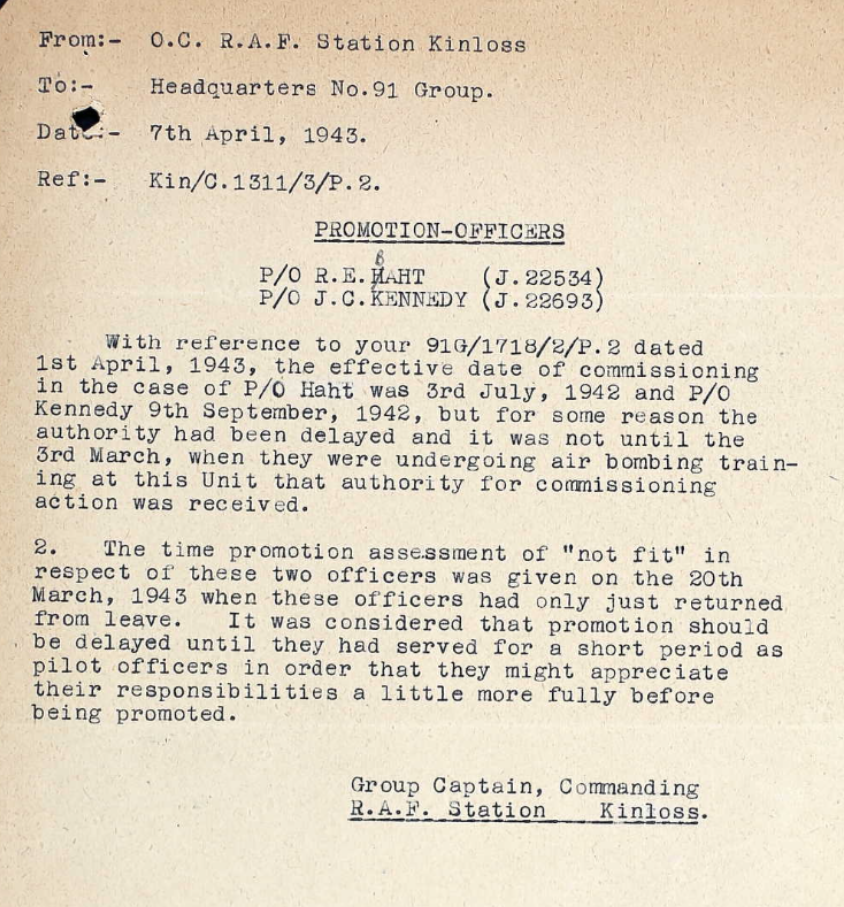 From:- O.C. R.A.F. Station Kinloss
To:- Headquarters No.91 Group.
Date:- 7th April, 1943.
Ref:- Kin/C.1311/3/P.2.
PROMOTION-OFFICERS
B
P/O R.E.HAHT (J.22534)
P/O J.C.KENNEDY (J.22693)
With reference to your 91G/1718/2/P.2 dated
1st April, 1943, the effective date of commissioning
in the case of P/O Haht was 3rd July, 1942 and P/O
Kennedy 9th September, 1942, but for some reason the
authority had been delayed and it was not until the
3rd March, when they were undergoing air bombing train-
ing at this Unit that authority for commissioning
action was received.
2. The time promotion assessment of "not fit" in
respect of these two officers was given on the 20th
March, 1943 when these officers had only just returned
from leave. It was considered that promotion should
be delayed until they had served for a short period as
pilot officers in order that they might appreciate
their responsibilities a little more fully before
being promoted.
Group Captain, Commanding
R.A.F. Station Kinloss.